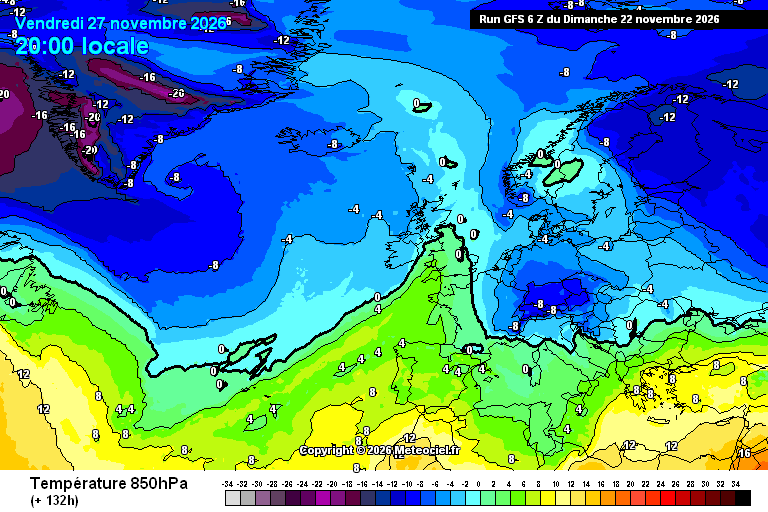 Vendredi 27 novembre 2026
20:00 locale
Run GFS 6 Z du Dimanche 22 novembre 2026
Copyright © 2026 Meteociel.fr
Température 850hPa
(+ 132h)
-34 -32 -30 -28 -26 -24 -22 -20 -18 -16 -14 -12 -10 -8 -6 -4 -2 0 2 4 6 8 10 12 14 16 18 20 22 24 26 28 30 32 34